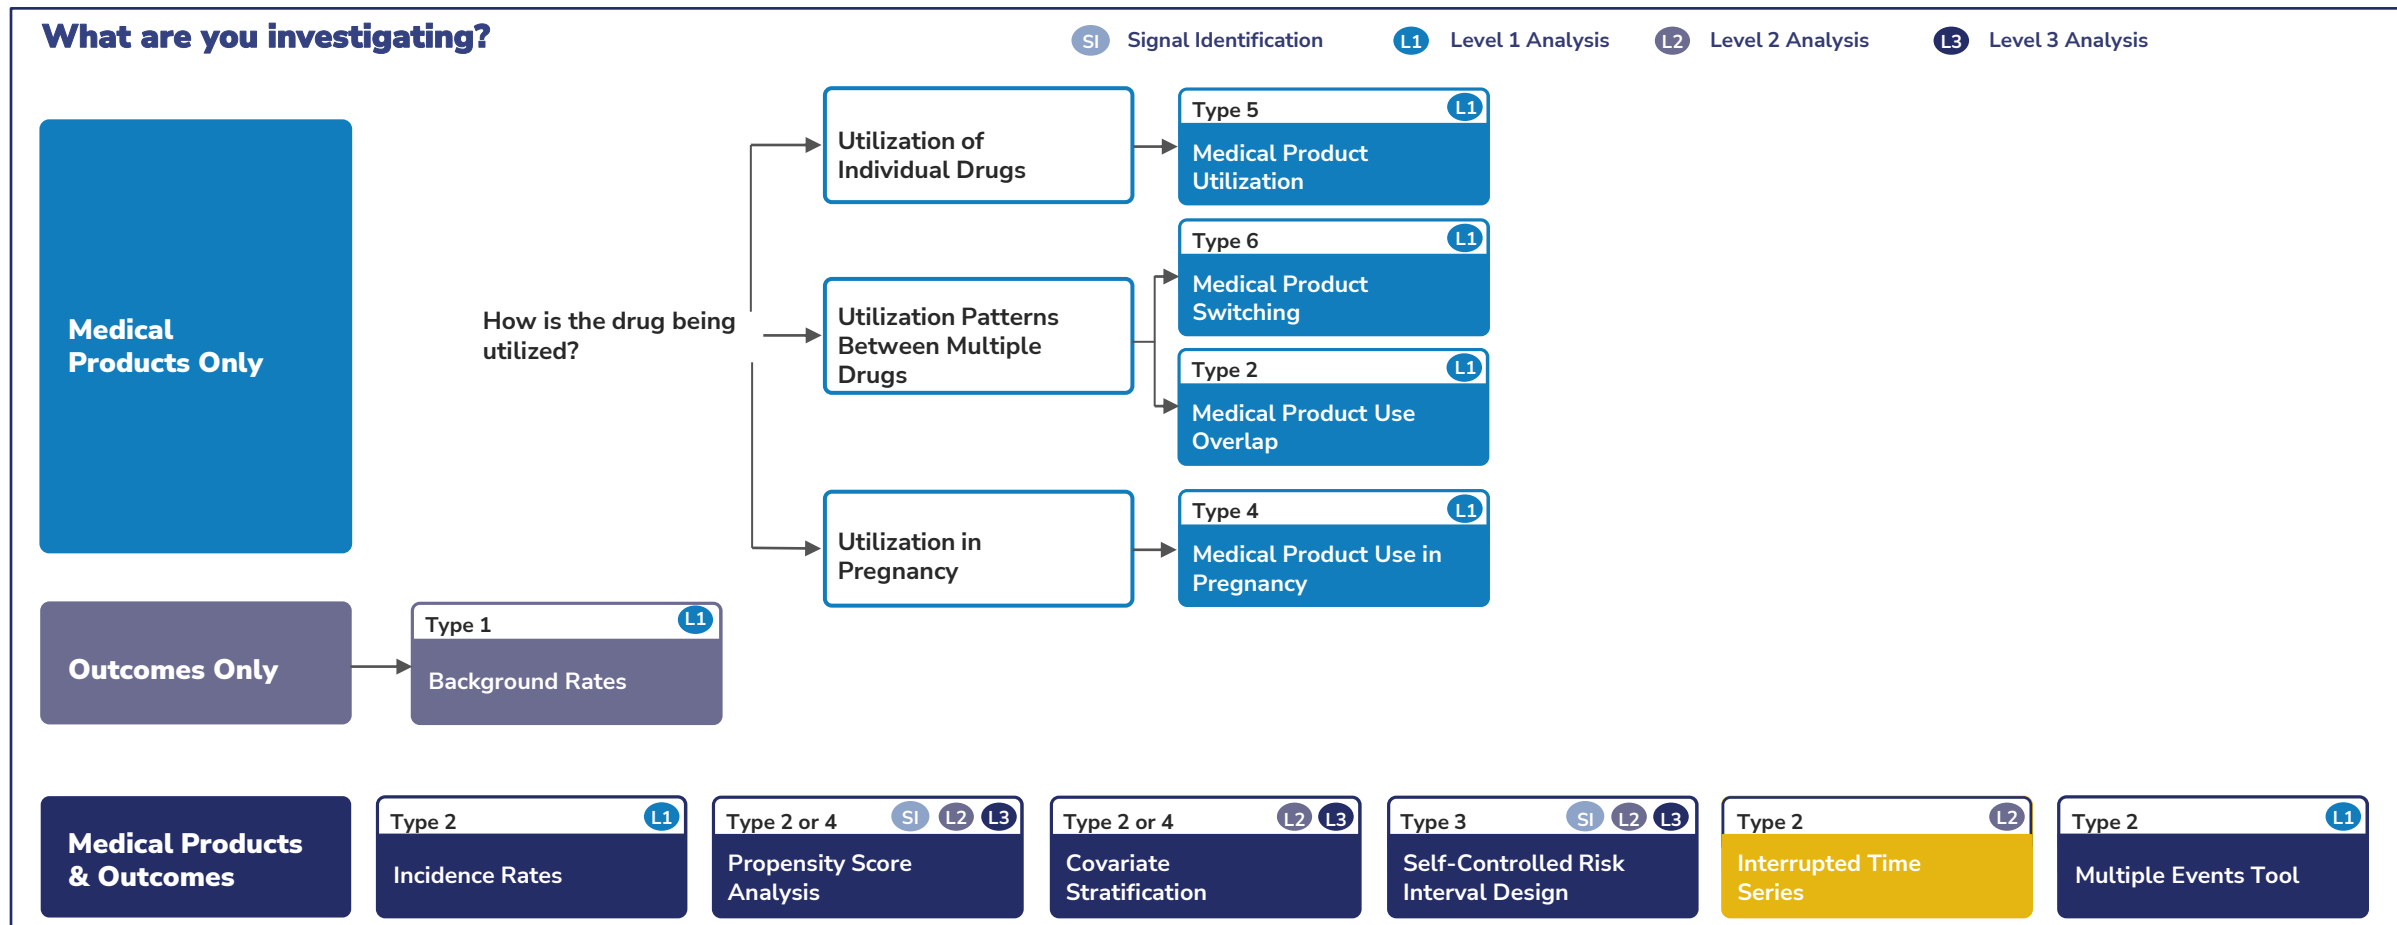 What are you investigating?
SI Signal Identification
L1 Level 1 Analysis
L2 Level 2 Analysis
L3 Level 3 Analysis
Medical
Products Only
How is the drug being
utilized?
Utilization of
Individual Drugs
Type 5
L1
Medical Product
Utilization
Utilization Patterns
Between Multiple
Drugs
Type 6
L1
Medical Product
Switching
Type 2
L1
Medical Product Use
Overlap
Utilization in
Pregnancy
Type 4
L1
Medical Product Use in
Pregnancy
Outcomes Only
Type 1
L1
Background Rates
Medical Products
& Outcomes
Type 2
L1
Incidence Rates
Type 2 or 4
SI L2 L3
Propensity Score
Analysis
Type 2 or 4
L2 L3
Covariate
Stratification
Type 3
SI L2 L3
Self-Controlled Risk
Interval Design
Type 2
L2
Interrupted Time
Series
Type 2
L1
Multiple Events Tool